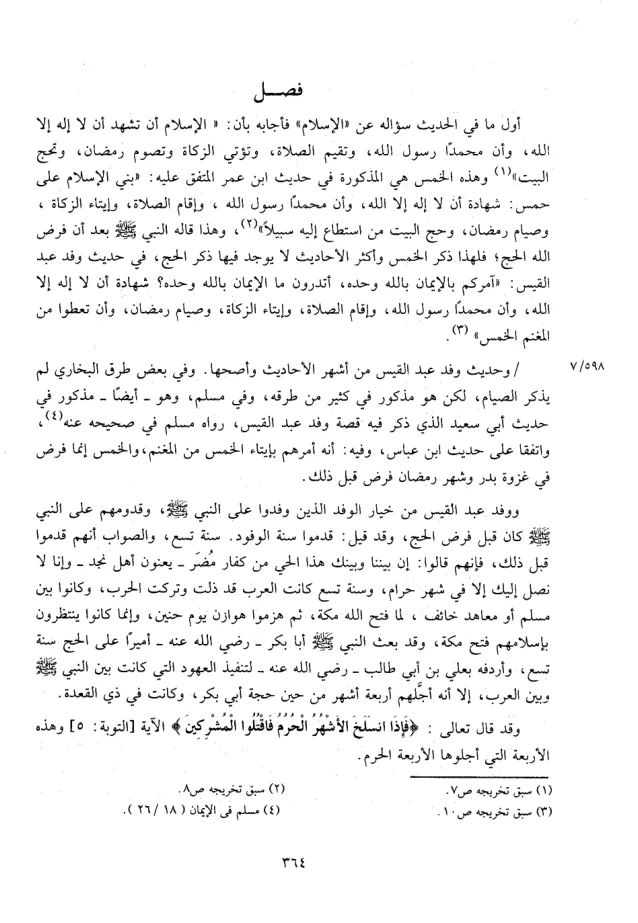 فصـــل
أول ما في الحديث سؤاله عن «الإسلام» فأجابه بأن: « الإسلام أن تشهد أن لا إله إلا
الله، وأن محمدًا رسول الله، وتقيم الصلاة، وتؤتي الزكاة وتصوم رمضان، وتحج
البيت»(١) وهذه الخمس هي المذكورة في حديث ابن عمر المتفق عليه: «بني الإسلام على
خمس: شهادة أن لا إله إلا الله، وأن محمدًا رسول الله ، وإقام الصلاة، وإيتاء الزكاة ،
وصيام رمضان، وحج البيت من استطاع إليه سبيلاً»(٢)، وهذا قاله النبي ﷺ بعد أن فرض
الله الحج؛ فلهذا ذكر الخمس وأكثر الأحاديث لا يوجد فيها ذكر الحج، في حديث وفد عبد
القيس: «آمركم بالإيمان بالله وحده، أتدرون ما الإيمان بالله وحده؟ شهادة أن لا إله إلا
الله، وأن محمدًا رسول الله، وإقام الصلاة، وإيتاء الزكاة، وصيام رمضان، وأن تعطوا من
المغنم الخمس» (٣).
٧/٥٩٨ / وحديث وفد عبد القيس من أشهر الأحاديث وأصحها. وفي بعض طرق البخاري لم
يذكر الصيام، لكن هو مذكور في كثير من طرقه، وفي مسلم، وهو ـ أيضًا ـ مذكور في
حديث أبي سعيد الذي ذكر فيه قصة وفد عبد القيس، رواه مسلم في صحيحه عنه(٤)،
واتفقا على حديث ابن عباس، وفيه: أنه أمرهم بإيتاء الخمس من المغنم،والخمس إنما فرض
في غزوة بدر وشهر رمضان فرض قبل ذلك.
ووفد عبد القيس من خيار الوفد الذين وفدوا على النبي ﷺ، وقدومهم على النبي
ﷺ كان قبل فرض الحج، وقد قيل: قدموا سنة الوفود. سنة تسع، والصواب أنهم قدموا
قبل ذلك، فإنهم قالوا: إن بيننا وبينك هذا الحي من كفار مُضَر ـ يعنون أهل نجد ـ وإنا لا
نصل إليك إلا في شهر حرام، وسنة تسع كانت العرب قد ذلت وتركت الحرب، وكانوا بين
مسلم أو معاهد خائف ، لما فتح الله مكة، ثم هزموا هوازن يوم حنين، وإنما كانوا ينتظرون
بإسلامهم فتح مكة، وقد بعث النبي ﷺ أبا بكر ـ رضي الله عنه ـ أميرًا على الحج سنة
تسع، وأردفه بعلي بن أبي طالب ـ رضي الله عنه ـ لتنفيذ العهود التي كانت بين النبي ﷺ
وبين العرب، إلا أنه أجَّلهم أربعة أشهر من حين حجة أبي بكر، وكانت في ذي القعدة.
وقد قال تعالى : ﴿فَإِذَا انسَلَخَ الأَشْهُرُ الْحُرُمُ فَاقْتُلُوا الْمُشْرِكِينَ ﴾ الآية [التوبة: ٥] وهذه
الأربعة التي أجلوها الأربعة الحرم.
(١) سبق تخريجه ص٧. (٢) سبق تخريجه ص٨.
(٣) سبق تخريجه ص١٠. (٤) مسلم في الإيمان ( ١٨ / ٢٦ ).
٣٦٤